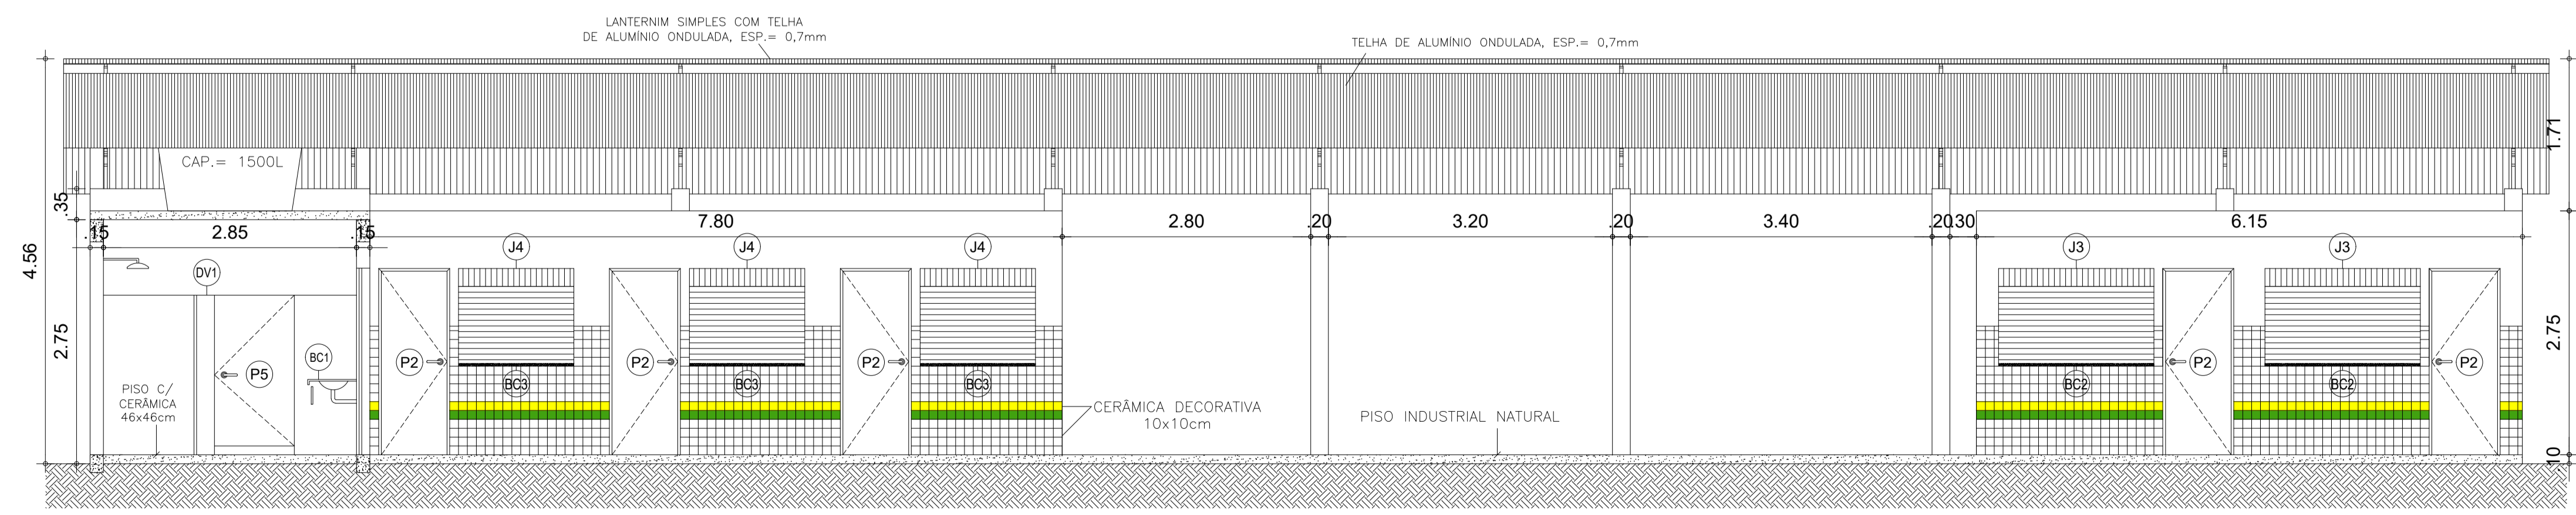 LANTERNIM SIMPLES COM TELHA
DE ALUMÍNIO ONDULADA, ESP.= 0,7mm
TELHA DE ALUMÍNIO ONDULADA, ESP.= 0,7mm
CAP.= 1500L
4.56
.35
2.75
.15
2.85
.15
7.80
2.80
.20
3.20
.20
3.40
.20
.30
6.15
1.71
2.75
.10
DV1
J4
J4
J4
J3
J3
P5
BC1
P2
BC3
P2
BC3
P2
BC3
BC2
P2
BC2
P2
PISO C/
CERÂMICA
46x46cm
CERÂMICA DECORATIVA
10x10cm
PISO INDUSTRIAL NATURAL